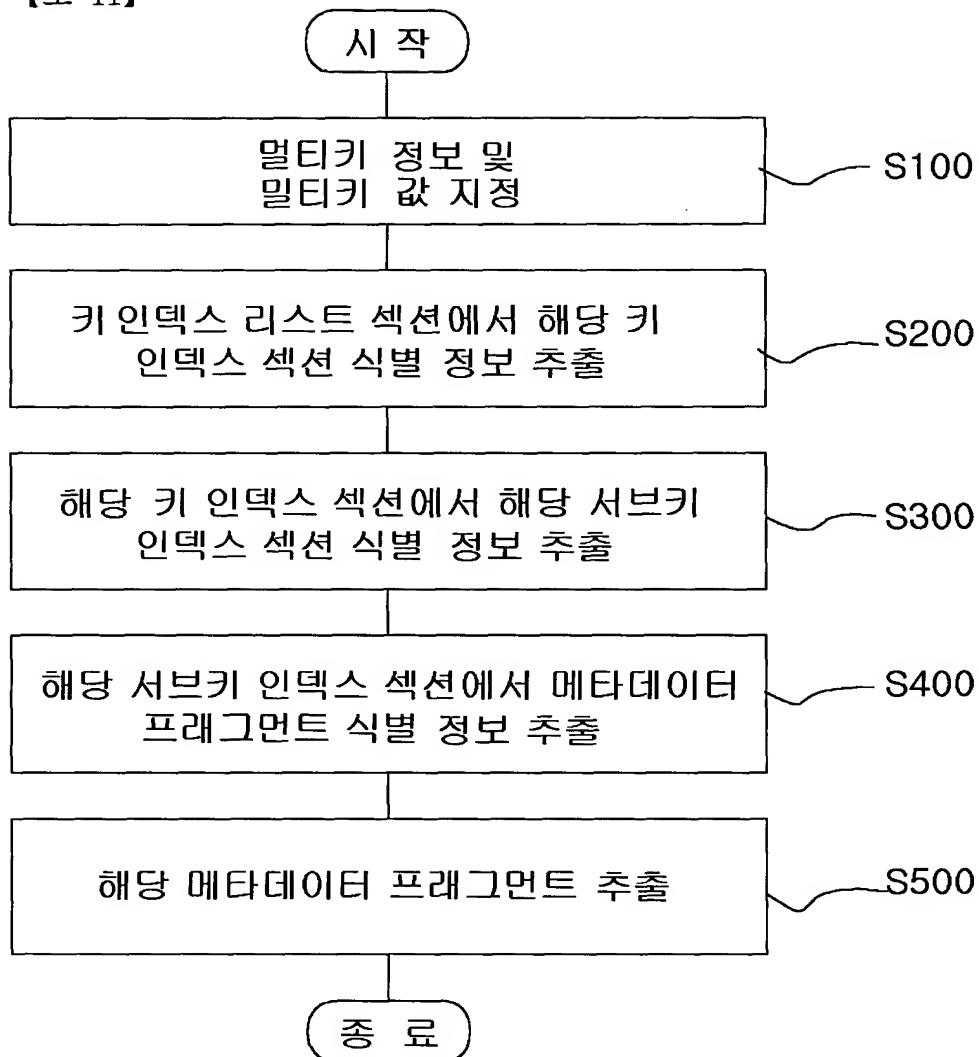 【도 11】
시 작
멀티키 정보 및
밀티키 값 지정
S100
키 인덱스 리스트 섹션에서 해당 키
인덱스 섹션 식별 정보 추출
S200
해당 키 인덱스 섹션에서 해당 서브키
인덱스 섹션 식별 정보 추출
S300
해당 서브키 인덱스 섹션에서 메타데이터
프래그먼트 식별 정보 추출
S400
해당 메타데이터 프래그먼트 추출
S500
종 료